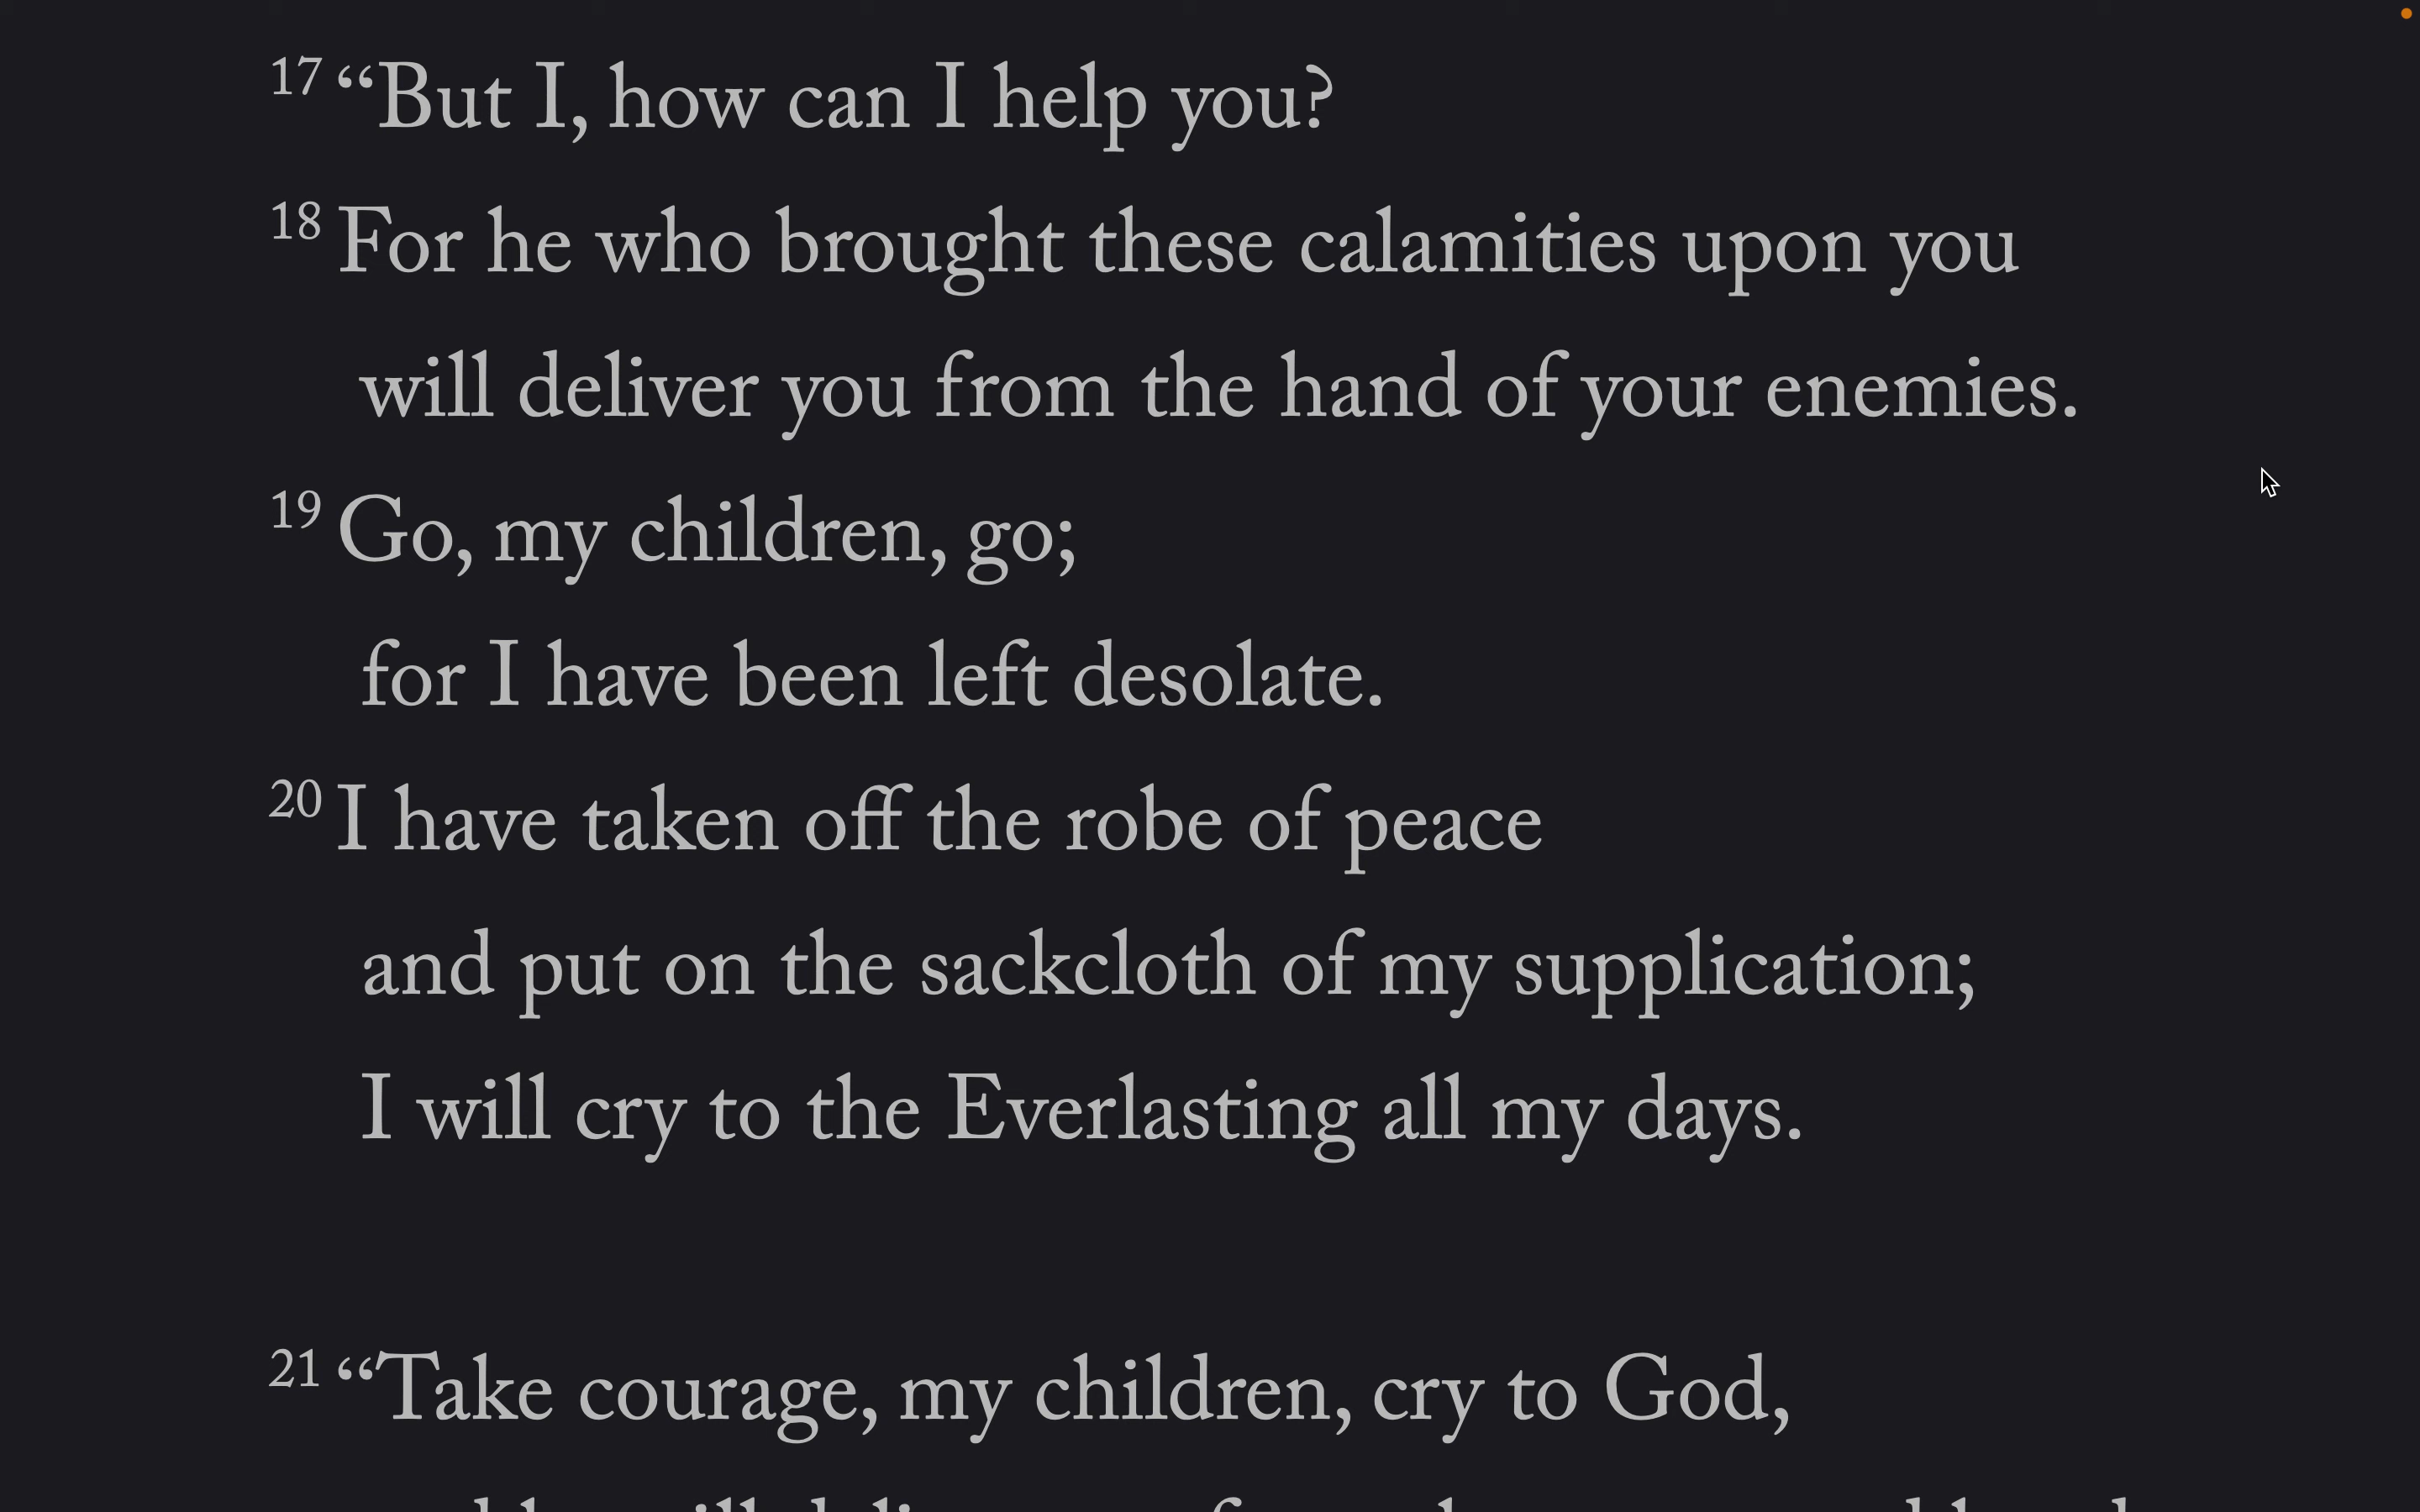 17 “But I, how can I help you?
18 For he who brought these calamities upon you
will deliver you from the hand of your enemies.
19 Go, my children, go;
for I have been left desolate.
20 I have taken off the robe of peace
and put on the sackcloth of my supplication;
I will cry to the Everlasting all my days.
21 “Take courage, my children, cry to God,